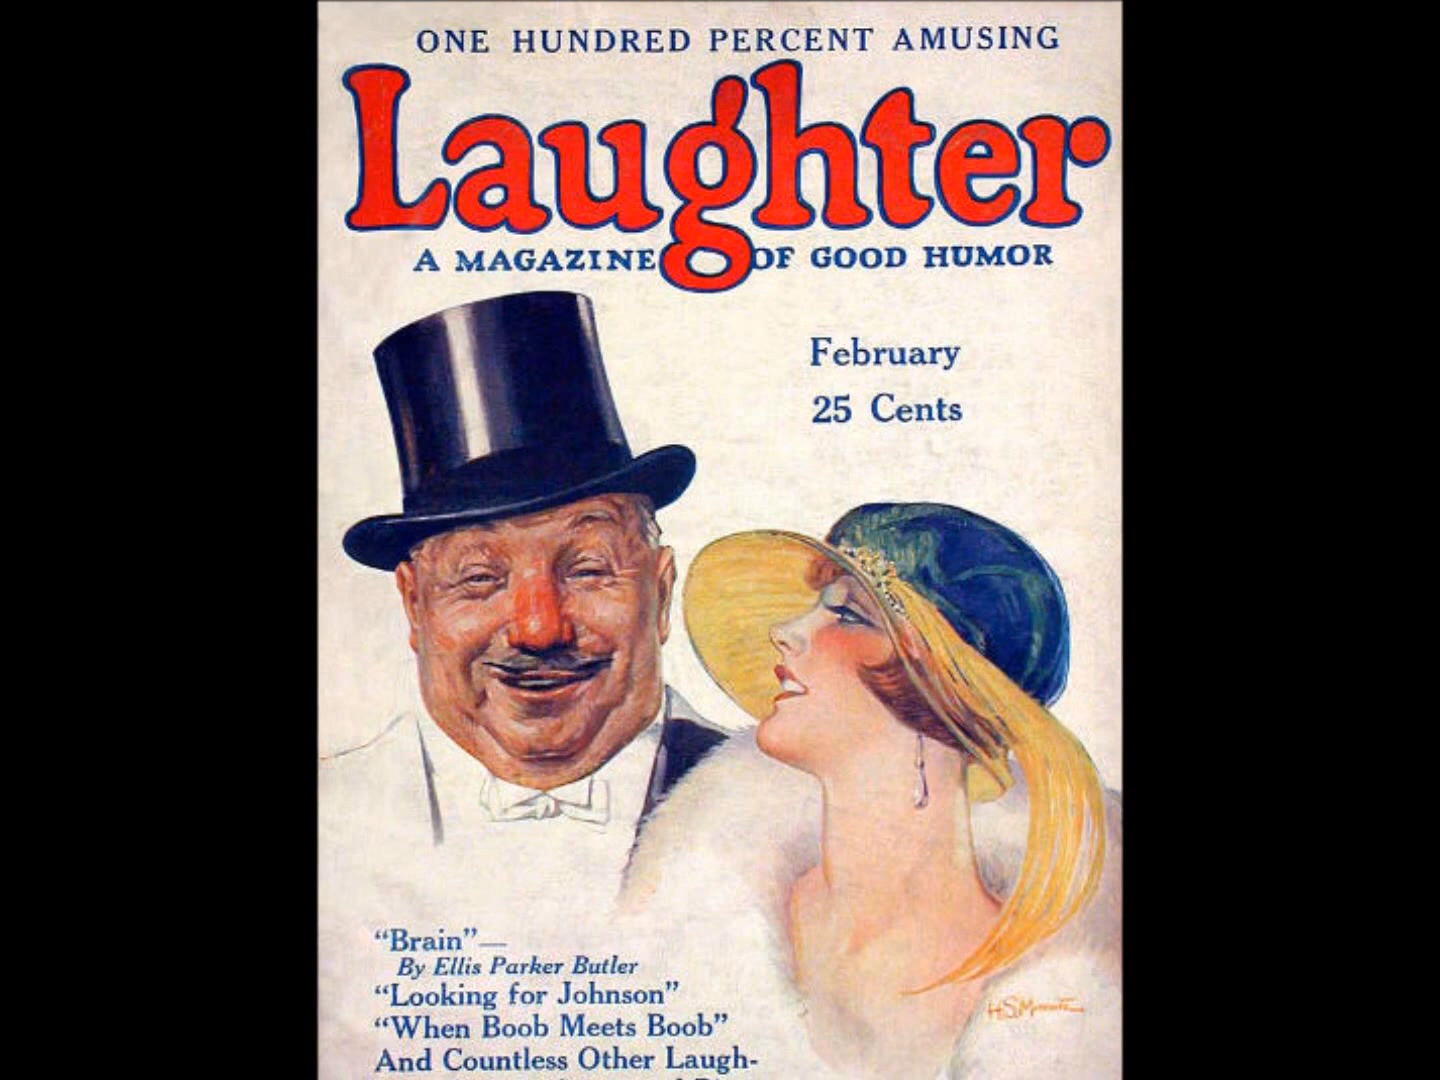 ONE HUNDRED PERCENT AMUSING
Laughter
A MAGAZINE OF GOOD HUMOR
February
25 Cents
“Brain”—
By Ellis Parker Butler
“Looking for Johnson”
“When Boob Meets Boob”
And Countless Other Laugh-